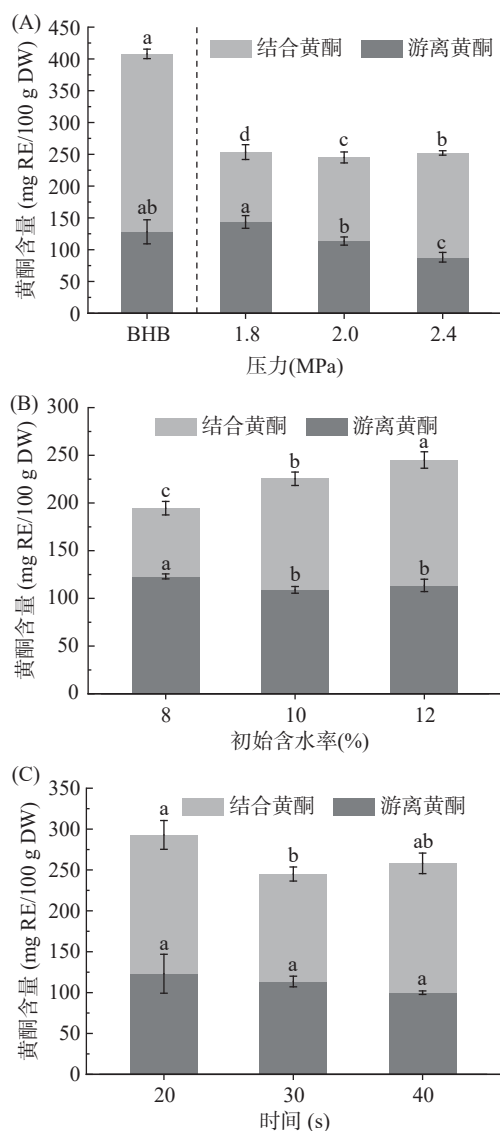 (A)
450
400
350
300
250
200
150
100
50
0
黄酮含量 (mg RE/100 g DW)
结合黄酮
游离黄酮
a
ab
d
a
c
b
b
c
BHB
1.8
2.0
2.4
压力(MPa)
(B)
300
250
200
150
100
50
0
黄酮含量 (mg RE/100 g DW)
结合黄酮
游离黄酮
c
a
b
b
a
b
8
10
12
初始含水率(%)
(C)
350
300
250
200
150
100
50
0
黄酮含量 (mg RE/100 g DW)
结合黄酮
游离黄酮
a
a
b
a
ab
a
20
30
40
时间 (s)